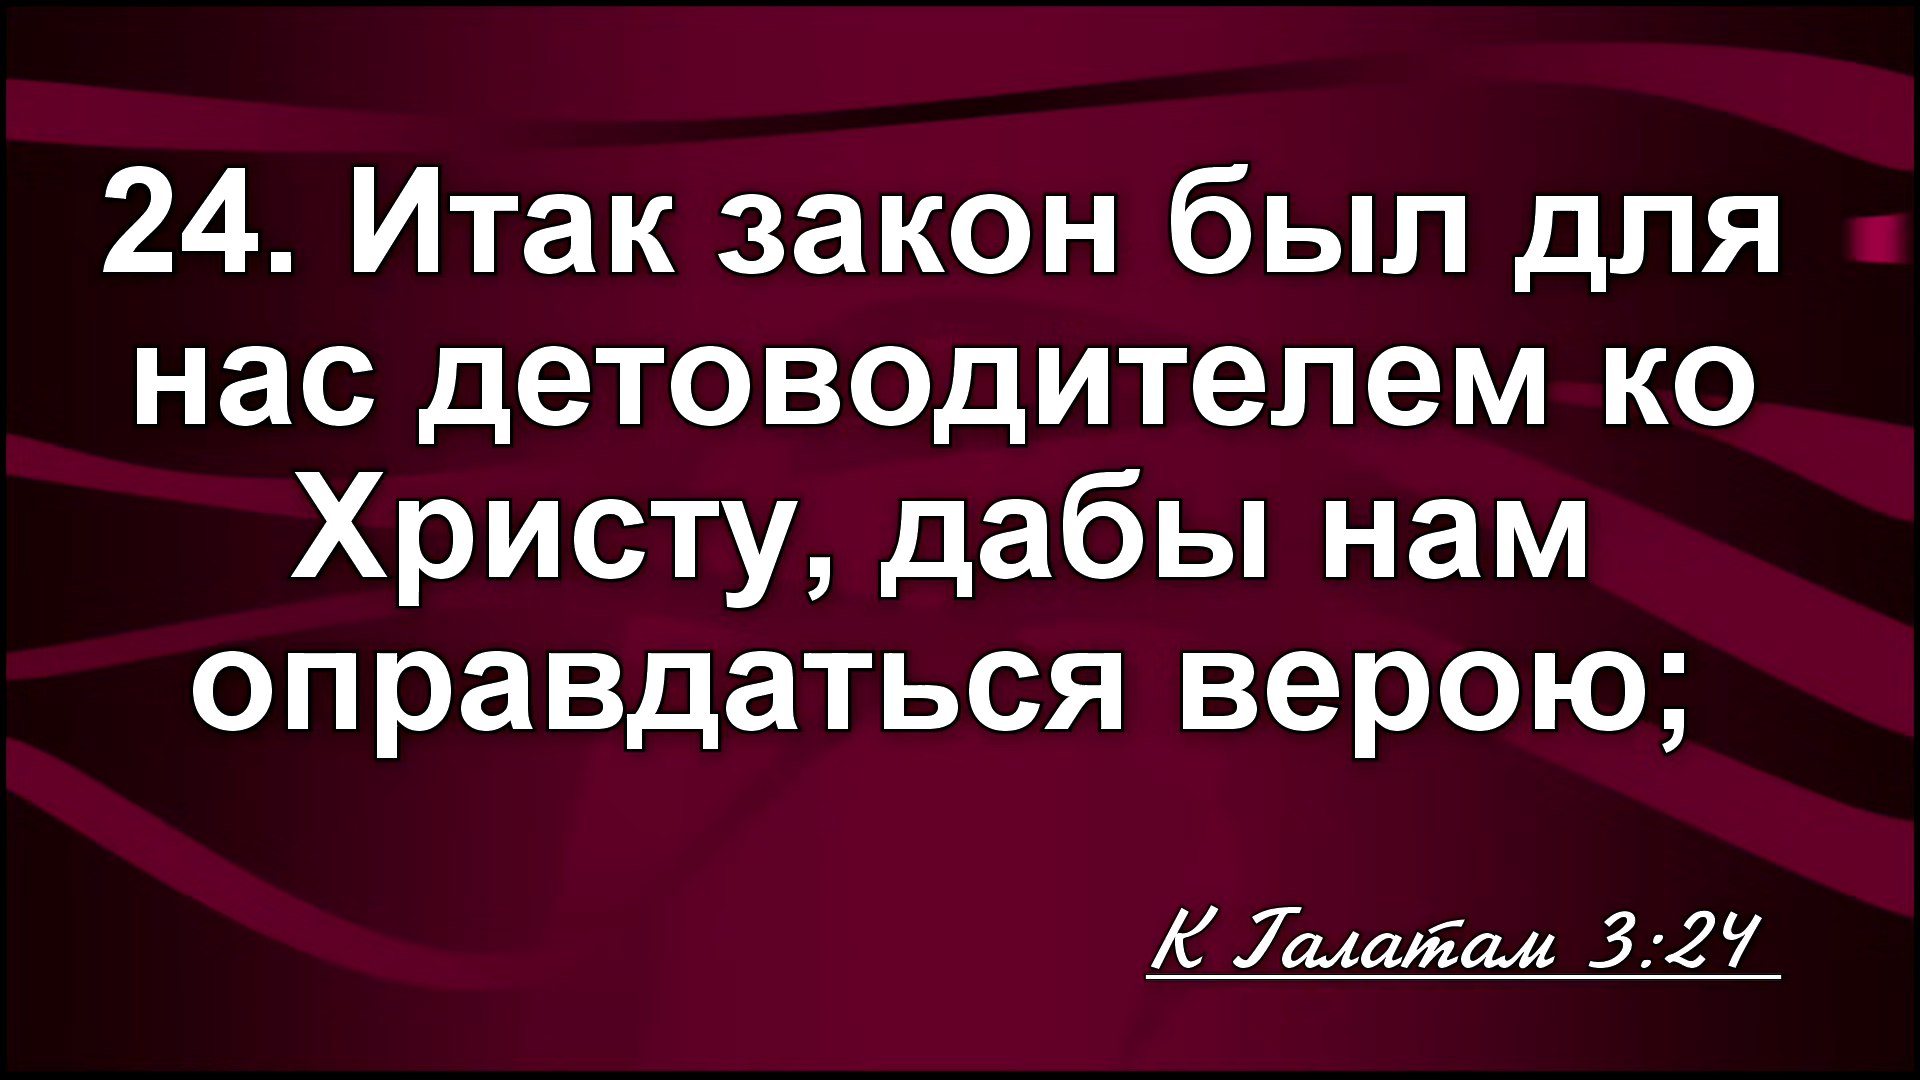 24. Итак закон был для
нас детоводителем ко
Христу, дабы нам
оправдаться верою;
К Галатам 3:24